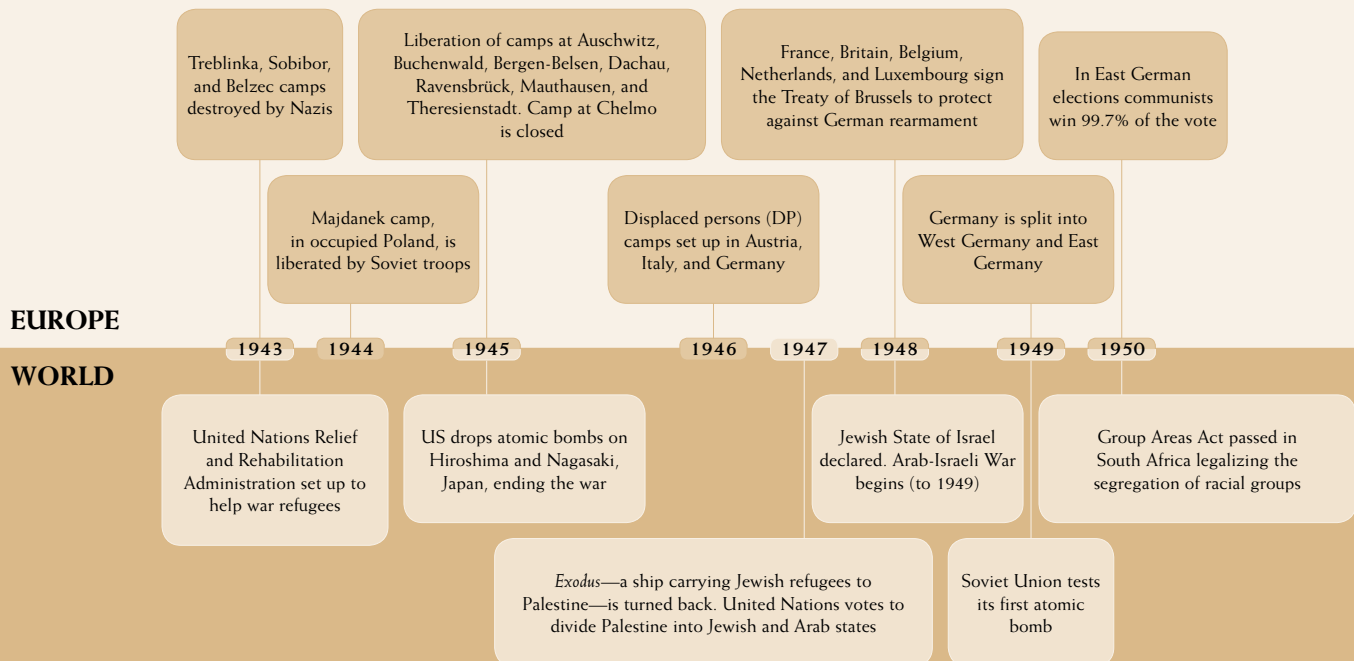 Treblinka, Sobibor,
and Belzec camps
destroyed by Nazis
Liberation of camps at Auschwitz,
Buchenwald, Bergen-Belsen, Dachau,
Ravensbrück, Mauthausen, and
Theresienstadt. Camp at Chelmo
is closed
France, Britain, Belgium,
Netherlands, and Luxembourg sign
the Treaty of Brussels to protect
against German rearmament
In East German
elections communists
win 99.7% of the vote
Majdanek camp,
in occupied Poland, is
liberated by Soviet troops
Displaced persons (DP)
camps set up in Austria,
Italy, and Germany
Germany is split into
West Germany and East
Germany
EUROPE
1943 1944 1945 1946 1947 1948 1949 1950
WORLD
United Nations Relief
and Rehabilitation
Administration set up to
help war refugees
US drops atomic bombs on
Hiroshima and Nagasaki,
Japan, ending the war
Jewish State of Israel
declared. Arab-Israeli War
begins (to 1949)
Group Areas Act passed in
South Africa legalizing the
segregation of racial groups
Exodus—a ship carrying Jewish refugees to
Palestine—is turned back. United Nations votes to
divide Palestine into Jewish and Arab states
Soviet Union tests
its first atomic
bomb